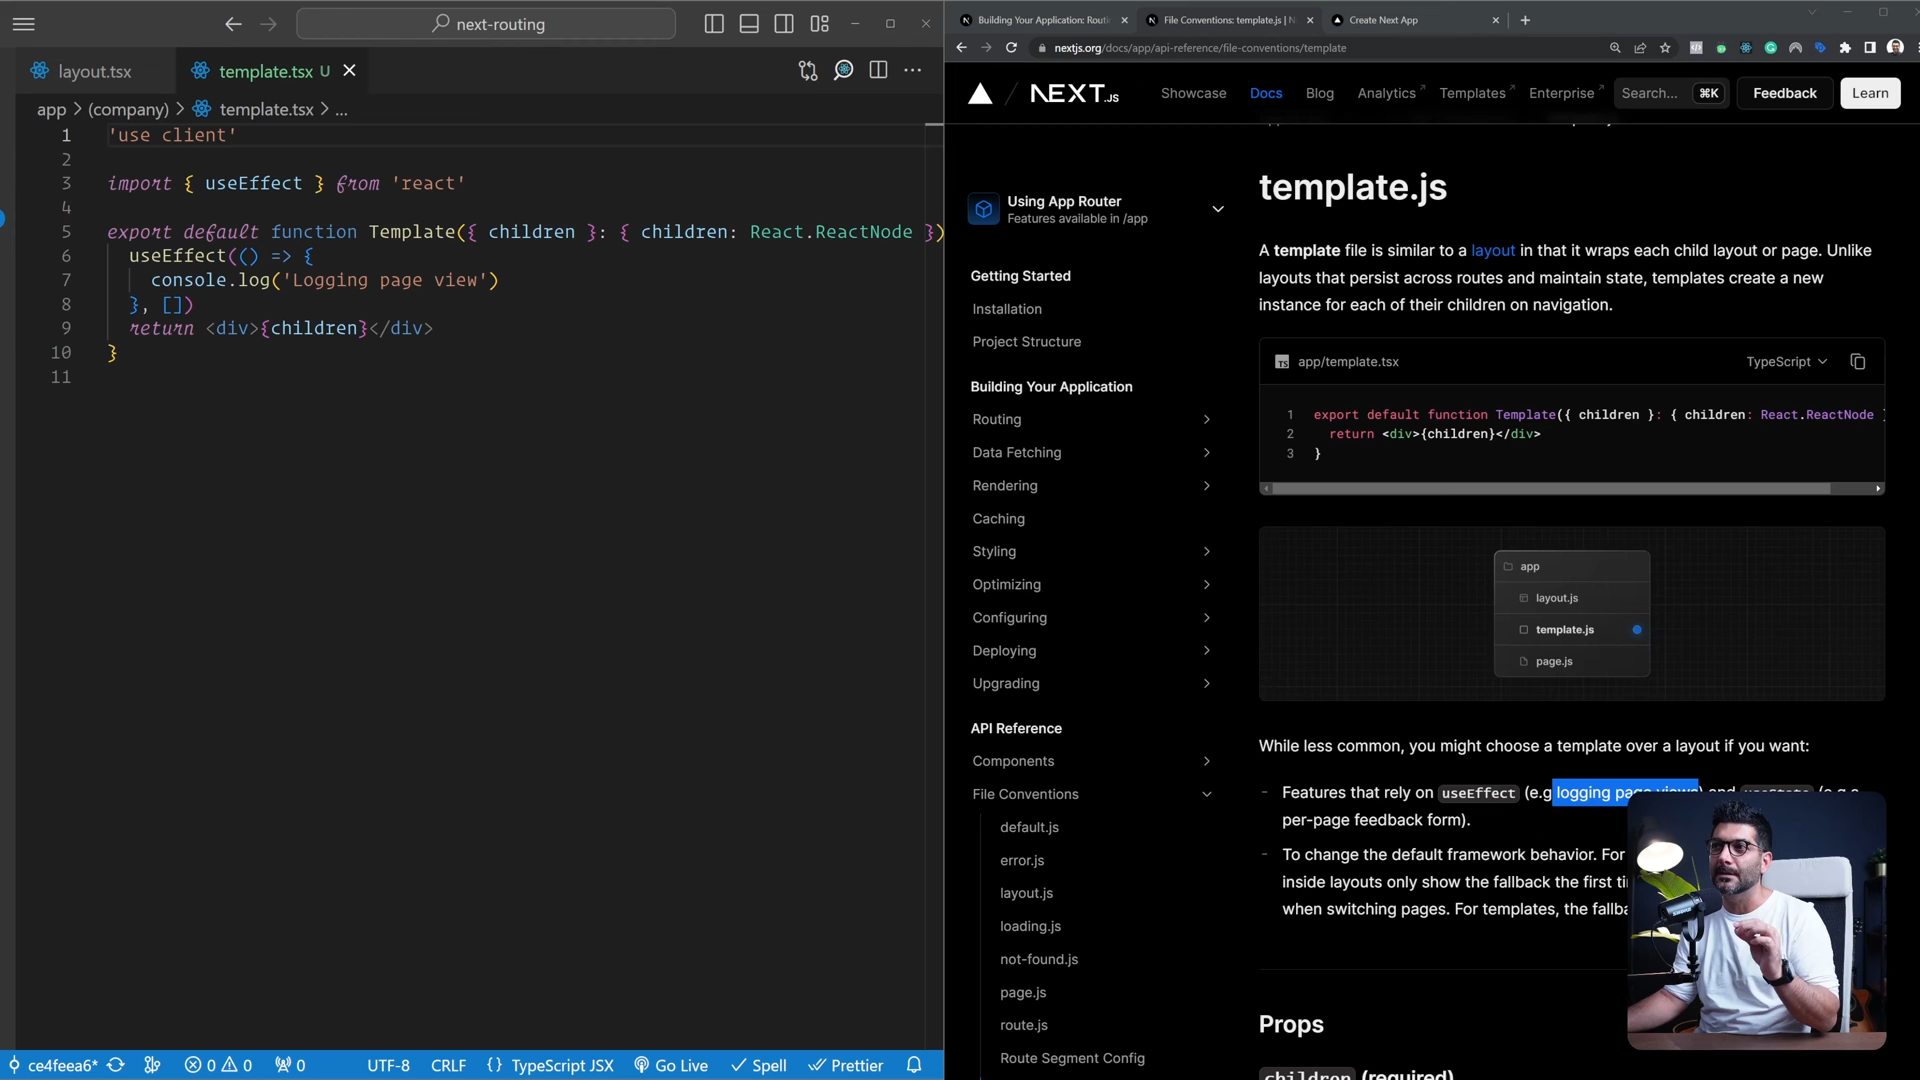 next-routing
layout.tsx
template.tsx U
app > (company) > template.tsx > ...
1 'use client'
2
3 import { useEffect } from 'react'
4
5 export default function Template({ children }: { children: React.ReactNode })
6 useEffect(() => {
7 console.log('Logging page view')
8 }, [])
9 return <div>{children}</div>
10 }
11
ce4feea6* 0 0 0 UTF-8 CRLF {} TypeScript JSX Go Live Spell Prettier
Building Your Application: Routi
File Conventions: template.js | N
Create Next App
nextjs.org/docs/app/api-reference/file-conventions/template
NEXT.JS
Showcase Docs Blog Analytics Templates Enterprise Search... ⌘K Feedback Learn
Using App Router
Features available in /app
Getting Started
Installation
Project Structure
Building Your Application
Routing
Data Fetching
Rendering
Caching
Styling
Optimizing
Configuring
Deploying
Upgrading
API Reference
Components
File Conventions
default.js
error.js
layout.js
loading.js
not-found.js
page.js
route.js
Route Segment Config
template.js
A template file is similar to a layout in that it wraps each child layout or page. Unlike
layouts that persist across routes and maintain state, templates create a new
instance for each of their children on navigation.
TS app/template.tsx TypeScript
1 export default function Template({ children }: { children: React.ReactNode
2 return <div>{children}</div>
3 }
app
layout.js
template.js
page.js
While less common, you might choose a template over a layout if you want:
- Features that rely on useEffect (e.g logging page views) and useState (e.g a
per-page feedback form).
- To change the default framework behavior. For
inside layouts only show the fallback the first
when switching pages. For templates, the
Props
children (required)